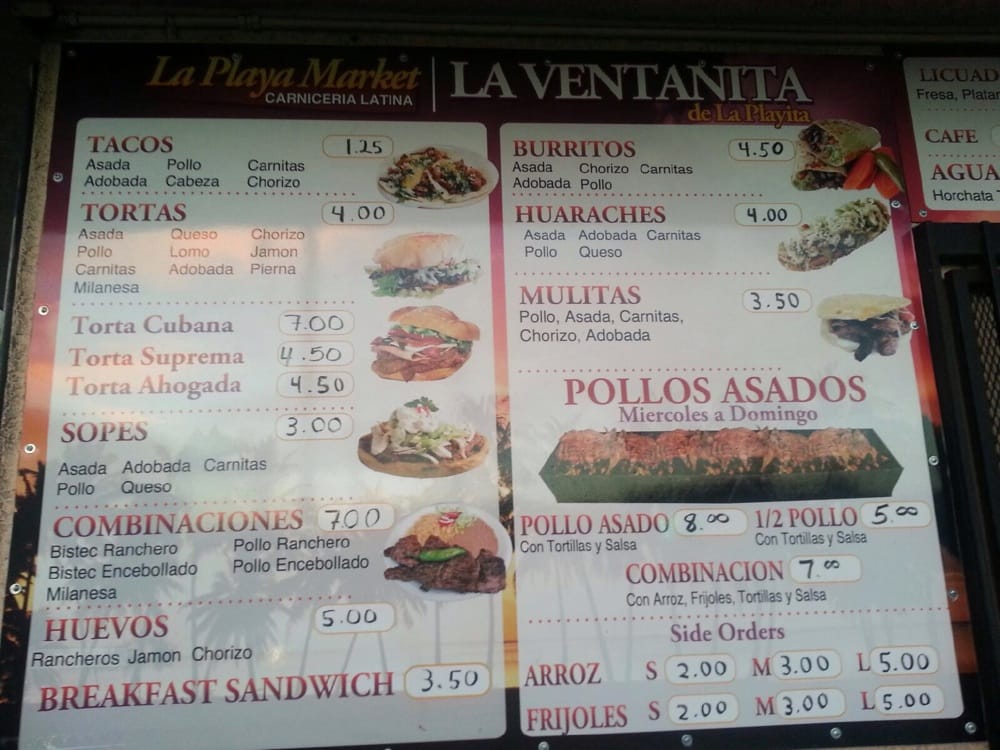 La Playa Market
CARNICERIA LATINA
LA VENTANITA
de La Playita
TACOS 1.25
Asada Pollo Carnitas
Adobada Cabeza Chorizo
TORTAS 4.00
Asada Queso Chorizo
Pollo Lomo Jamon
Carnitas Adobada Pierna
Milanesa
Torta Cubana 7.00
Torta Suprema 4.50
Torta Ahogada 4.50
SOPES 3.00
Asada Adobada Carnitas
Pollo Queso
COMBINACIONES 7.00
Bistec Ranchero Pollo Ranchero
Bistec Encebollado Pollo Encebollado
Milanesa
HUEVOS 5.00
Rancheros Jamon Chorizo
BREAKFAST SANDWICH 3.50
BURRITOS 4.50
Asada Chorizo Carnitas
Adobada Pollo
HUARACHES 4.00
Asada Adobada Carnitas
Pollo Queso
MULITAS 3.50
Pollo, Asada, Carnitas,
Chorizo, Adobada
POLLOS ASADOS
Miercoles a Domingo
POLLO ASADO 8.00 1/2 POLLO 5.00
Con Tortillas y Salsa Con Tortillas y Salsa
COMBINACION 7.00
Con Arroz, Frijoles, Tortillas y Salsa
Side Orders
ARROZ S 2.00 M 3.00 L 5.00
FRIJOLES S 2.00 M 3.00 L 5.00
LICUAD
Fresa, Platan
CAFE
AGUA
Horchata